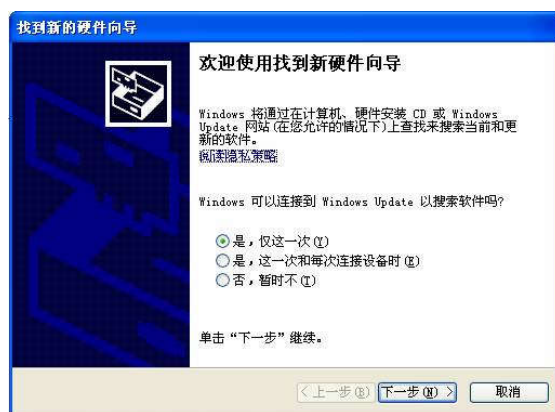 找到新的硬件向导
欢迎使用找到新硬件向导
Windows 将通过在计算机、硬件安装 CD 或 Windows
Update 网站(在您允许的情况下)上查找来搜索当前和更
新的软件。
阅读隐私策略
Windows 可以连接到 Windows Update 以搜索软件吗?
是，仅这一次(Y)
是，这一次和每次连接设备时(E)
否，暂时不(T)
单击“下一步”继续。
< 上一步(B) 下一步(N) > 取消